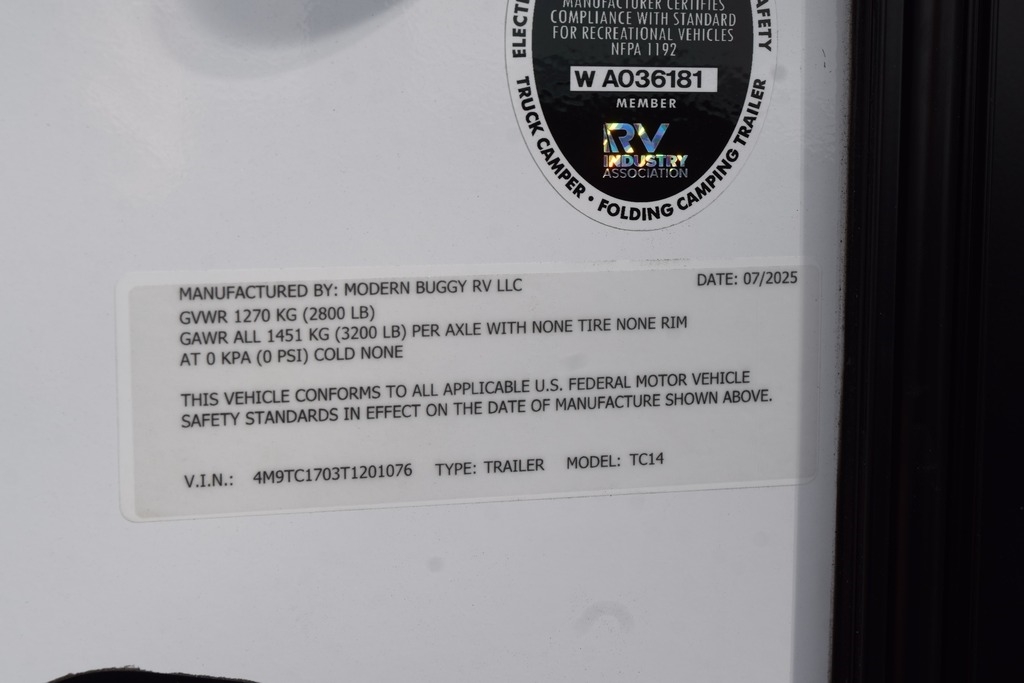 MANUFACTURER CERTIFIES
COMPLIANCE WITH STANDARD
FOR RECREATIONAL VEHICLES
NFPA 1192
W A036181
MEMBER
RV
INDUSTRY
ASSOCIATION
TRUCK CAMPER • FOLDING CAMPING TRAILER
MANUFACTURED BY: MODERN BUGGY RV LLC DATE: 07/2025
GVWR 1270 KG (2800 LB)
GAWR ALL 1451 KG (3200 LB) PER AXLE WITH NONE TIRE NONE RIM
AT 0 KPA (0 PSI) COLD NONE
THIS VEHICLE CONFORMS TO ALL APPLICABLE U.S. FEDERAL MOTOR VEHICLE
SAFETY STANDARDS IN EFFECT ON THE DATE OF MANUFACTURE SHOWN ABOVE.
V.I.N.: 4M9TC1703T1201076 TYPE: TRAILER MODEL: TC14